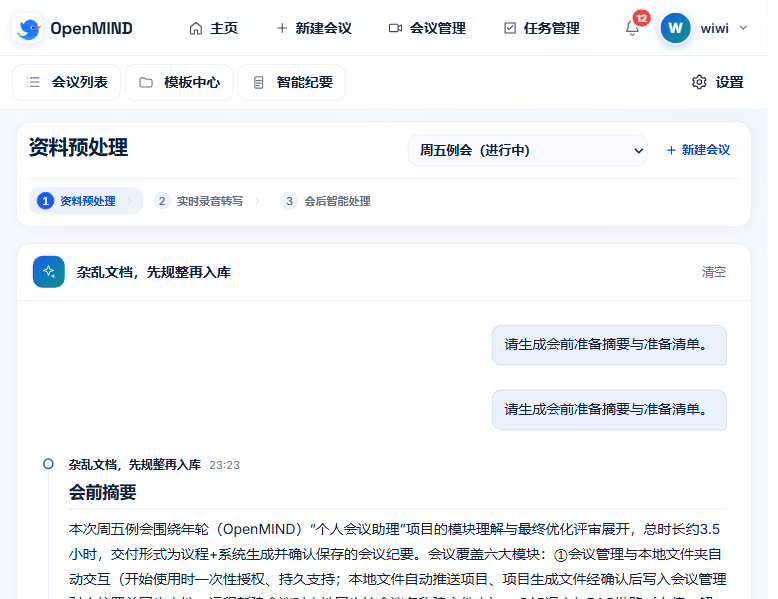 OpenMIND 主页 新建会议 会议管理 任务管理 12 W wiwi
会议列表 模板中心 智能纪要 设置
资料预处理 周五例会（进行中） 新建会议
1 资料预处理 2 实时录音转写 3 会后智能处理
杂乱文档，先规整再入库 清空
请生成会前准备摘要与准备清单。
请生成会前准备摘要与准备清单。
杂乱文档，先规整再入库 23:23
会前摘要
本次周五例会围绕年轮（OpenMIND）“个人会议助理”项目的模块理解与最终优化评审展开，总时长约3.5
小时，交付形式为议程+系统生成并确认保存的会议纪要。会议覆盖六大模块：①会议管理与本地文件夹自
动交互（开始使用时一次性授权、持久支持；本地文件自动推送项目、项目生成文件经确认后写入会议管理